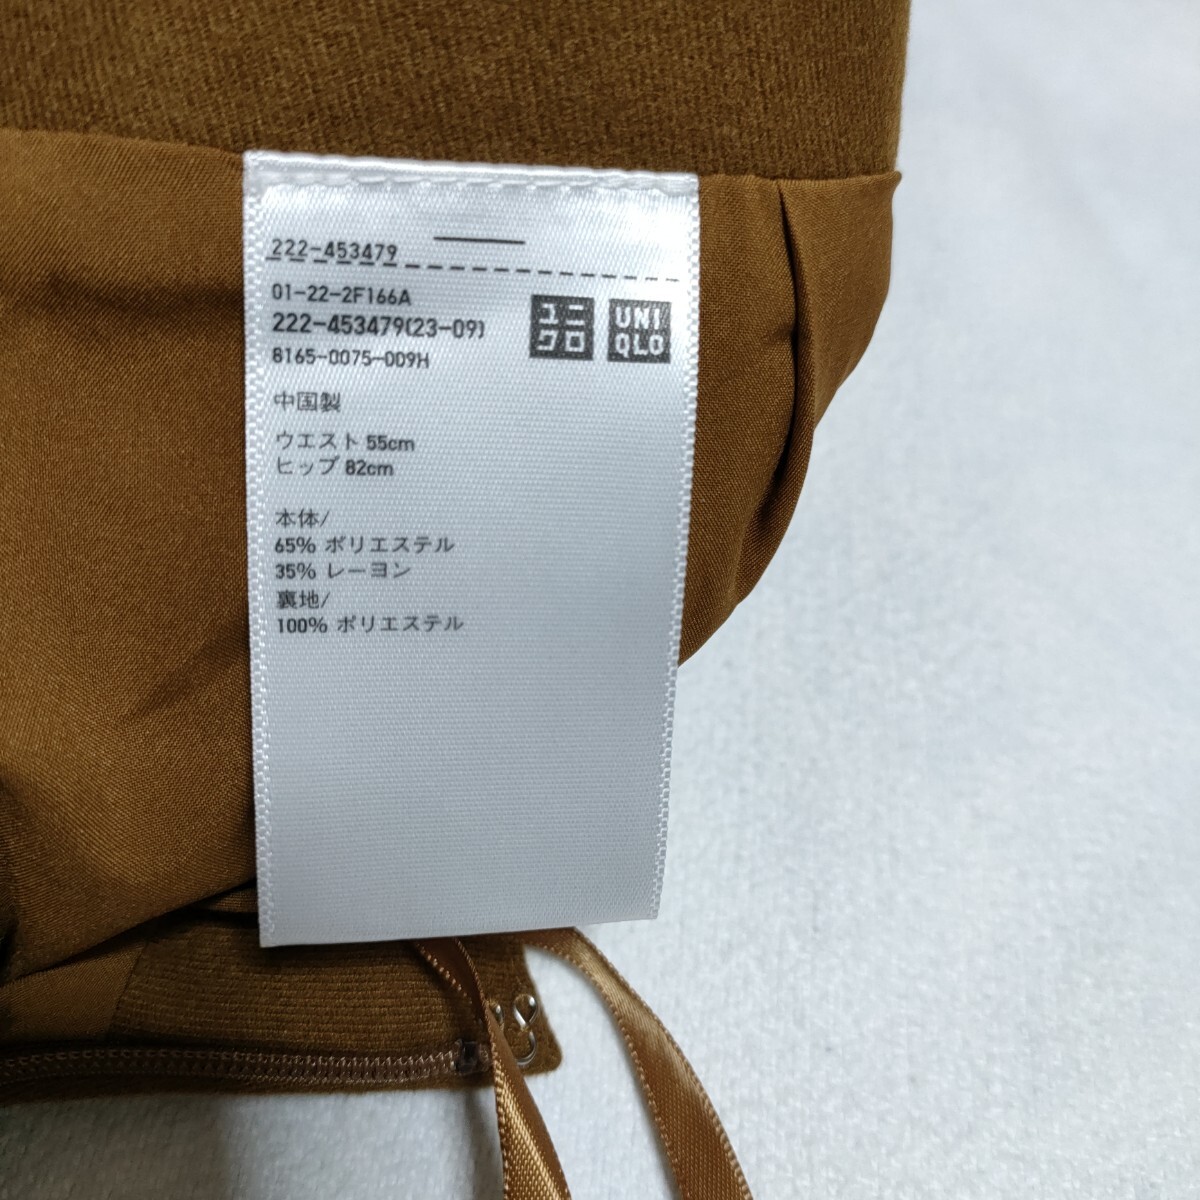 222-453479
01-22-2F166A
222-453479(23-09)
8165-0075-009H
ユニ
クロ
UNI
QLO
中国製
ウエスト 55cm
ヒップ 82cm
本体/
65% ポリエステル
35% レーヨン
裏地/
100% ポリエステル